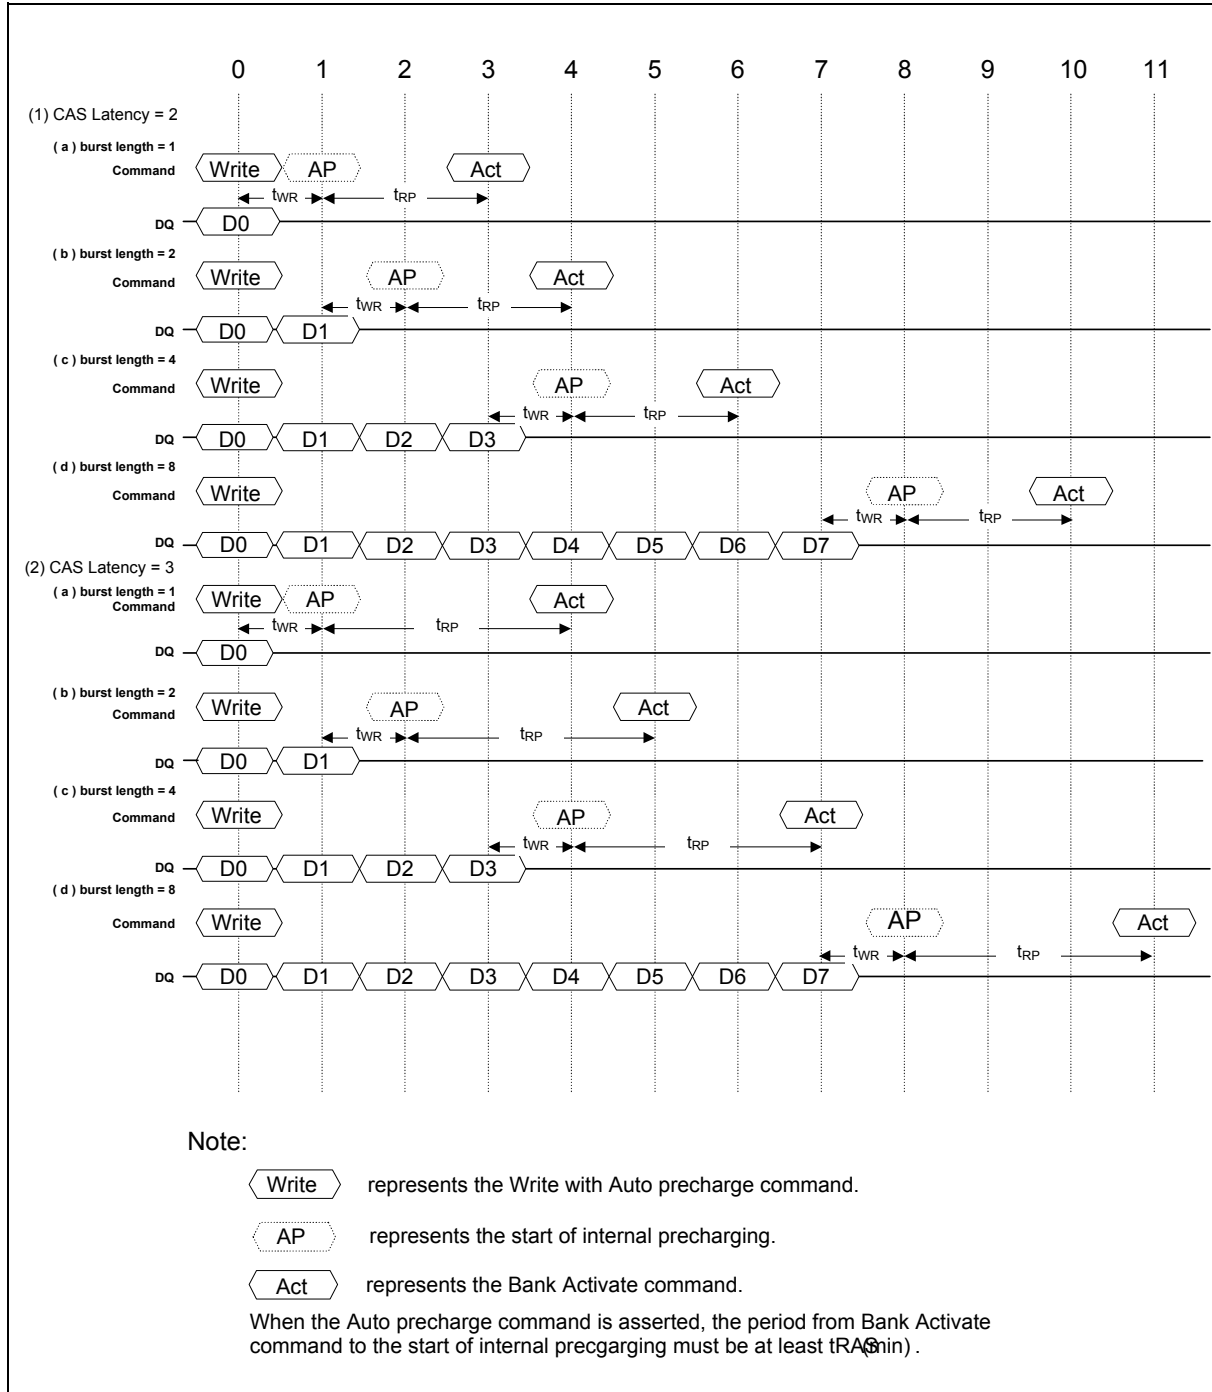 0 1 2 3 4 5 6 7 8 9 10 11
(1) CAS Latency = 2
( a ) burst length = 1
Command Write AP Act
tWR tRP
DQ D0
( b ) burst length = 2
Command Write AP Act
tWR tRP
DQ D0 D1
( c ) burst length = 4
Command Write AP Act
tWR tRP
DQ D0 D1 D2 D3
( d ) burst length = 8
Command Write AP Act
tWR tRP
DQ D0 D1 D2 D3 D4 D5 D6 D7
(2) CAS Latency = 3
( a ) burst length = 1
Command Write AP Act
tWR tRP
DQ D0
( b ) burst length = 2
Command Write AP Act
tWR tRP
DQ D0 D1
( c ) burst length = 4
Command Write AP Act
tWR tRP
DQ D0 D1 D2 D3
( d ) burst length = 8
Command Write AP Act
tWR tRP
DQ D0 D1 D2 D3 D4 D5 D6 D7
Note:
Write represents the Write with Auto precharge command.
AP represents the start of internal precharging.
Act represents the Bank Activate command.
When the Auto precharge command is asserted, the period from Bank Activate
command to the start of internal precgarging must be at least tRAS(min) .